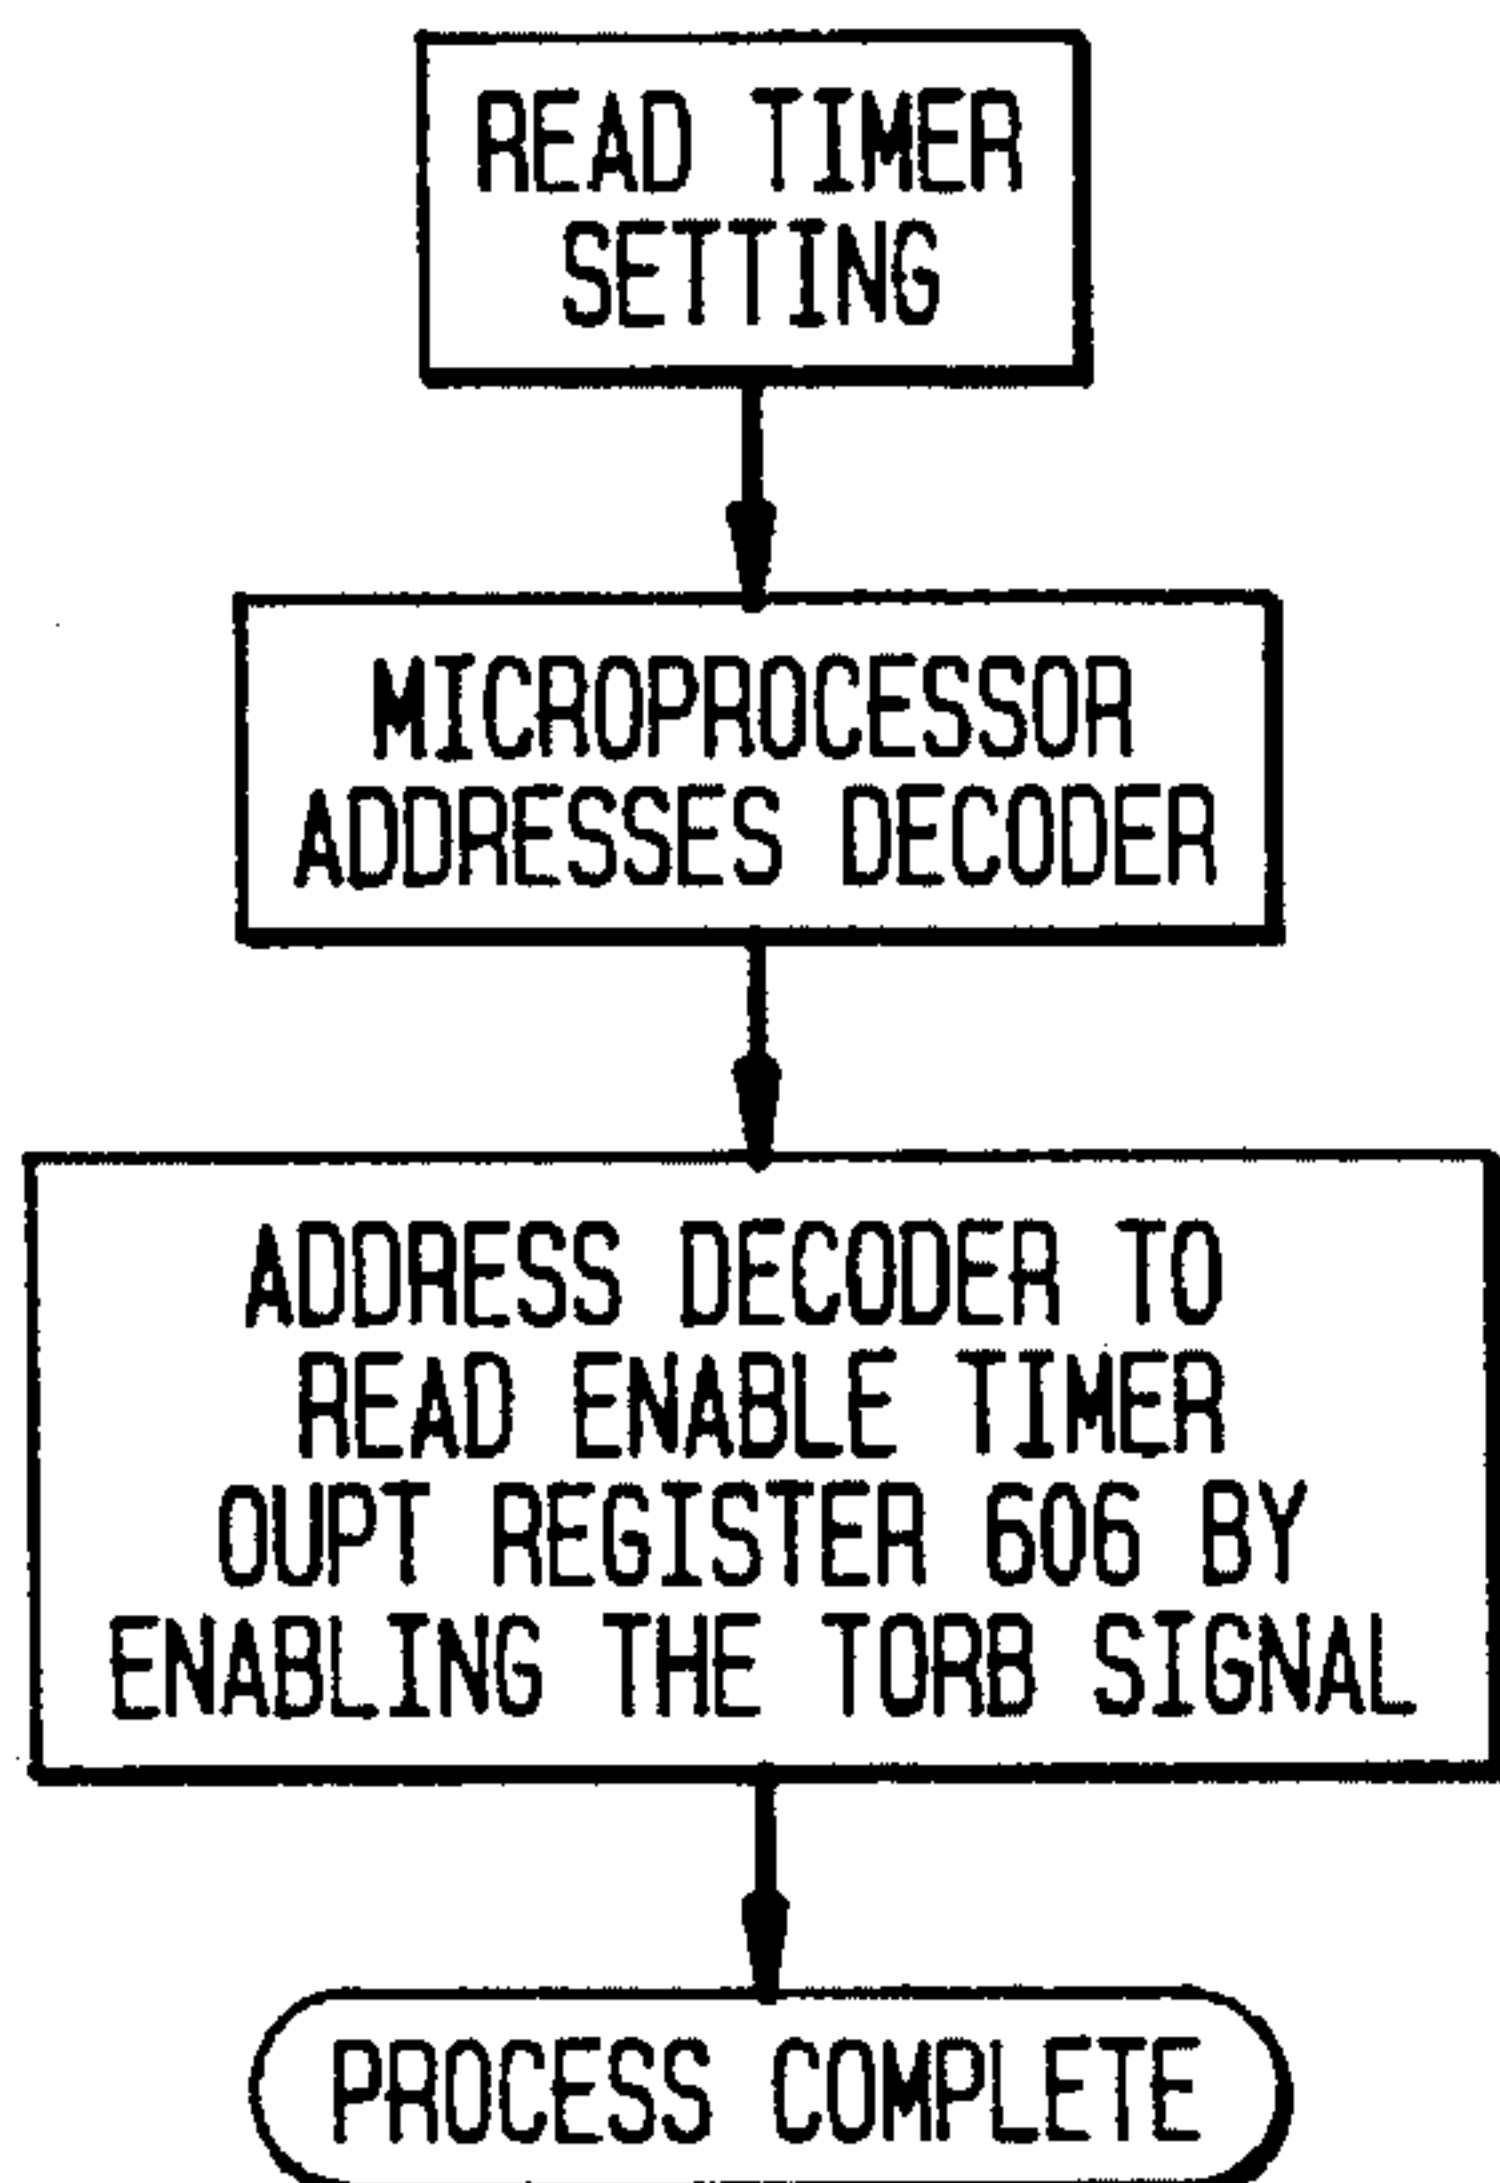 READ TIMER
SETTING
MICROPROCESSOR
ADDRESSES DECODER
ADDRESS DECODER TO
READ ENABLE TIMER
OUPT REGISTER 606 BY
ENABLING THE TORB SIGNAL
PROCESS COMPLETE